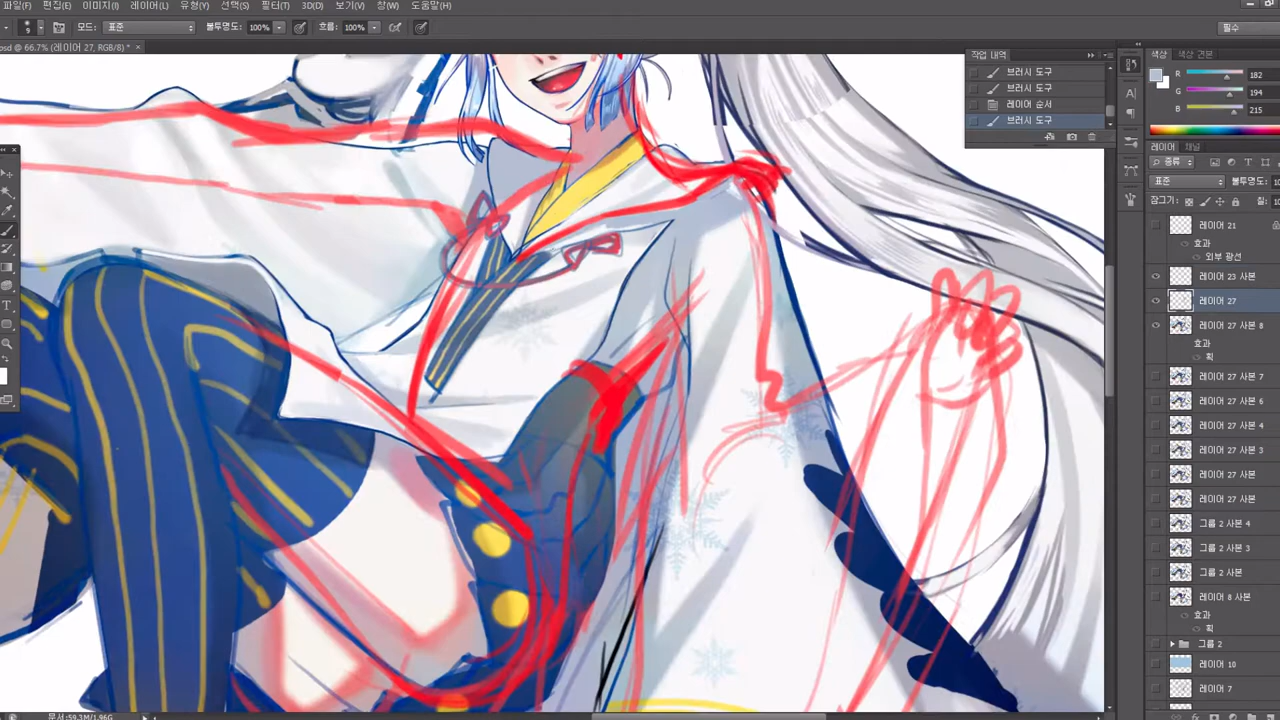 파일(F) 편집(E) 이미지(I) 레이어(L) 유형(Y) 선택(S) 필터(T) 3D(D) 보기(V) 창(W) 도움말(H)
9 모드: 표준 불투명도: 100% 흐름: 100%
필수
psd @ 66.7% (레이어 27, RGB/8) * ×
작업 내역
브러시 도구
브러시 도구
레이어 순서
브러시 도구
색상 색상 견본
R 182
G 194
B 215
레이어 채널
종류
표준 불투명도: 10
잠그기: 칠: 10
레이어 21
효과
외부 광선
레이어 23 사본
레이어 27
레이어 27 사본 8
효과
획
레이어 27 사본 7
레이어 27 사본 6
레이어 27 사본 4
레이어 27 사본 3
레이어 27 사본
레이어 27 사본
그룹 2 사본 4
그룹 2 사본 3
그룹 2 사본
레이어 8 사본
효과
획
그룹 2
레이어 10
레이어 7
문서:59.3M/1.96G